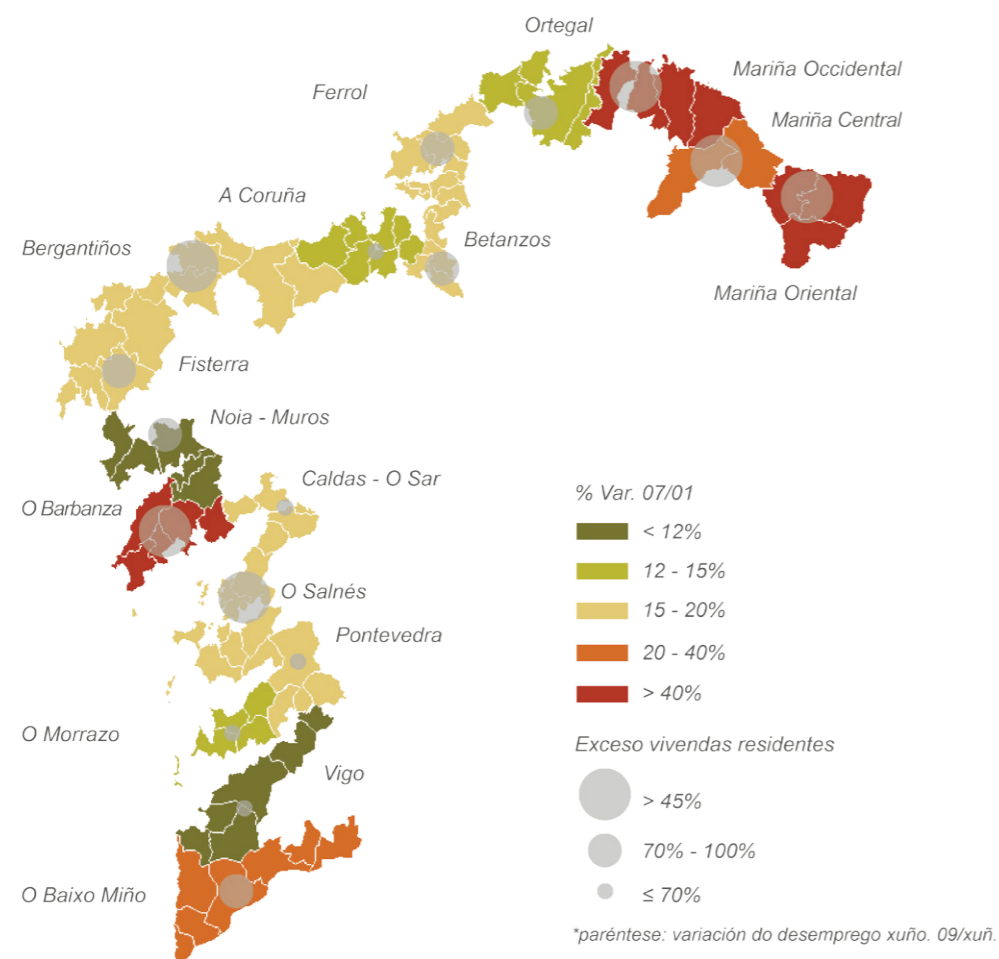 Ortegal
Mariña Occidental
Ferrol
Mariña Central
A Coruña
Bergantiños
Betanzos
Mariña Oriental
Fisterra
Noia - Muros
Caldas - O Sar
O Barbanza
O Salnés
Pontevedra
O Morrazo
Vigo
O Baixo Miño
% Var. 07/01
< 12%
12 - 15%
15 - 20%
20 - 40%
> 40%
Exceso vivendas residentes
> 45%
70% - 100%
≤ 70%
*paréntese: variación do desemprego xuño. 09/xuñ.